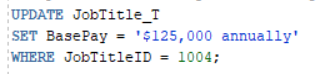 UPDATE JobTitle_T
SET BasePay = '$125,000 annually'
WHERE JobTitleID = 1004;